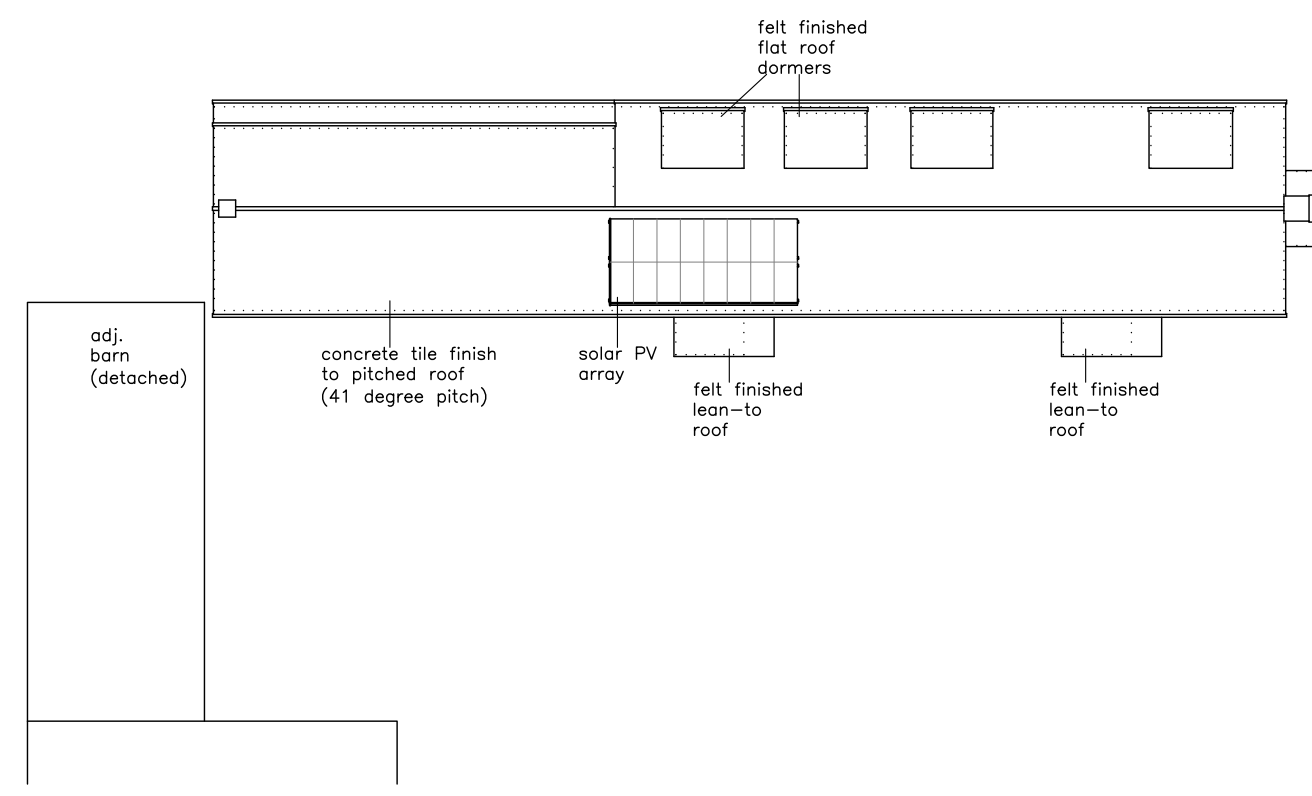 felt finished
flat roof
dormers
adj.
barn
(detached)
concrete tile finish
to pitched roof
(41 degree pitch)
solar PV
array
felt finished
lean-to
roof
felt finished
lean-to
roof